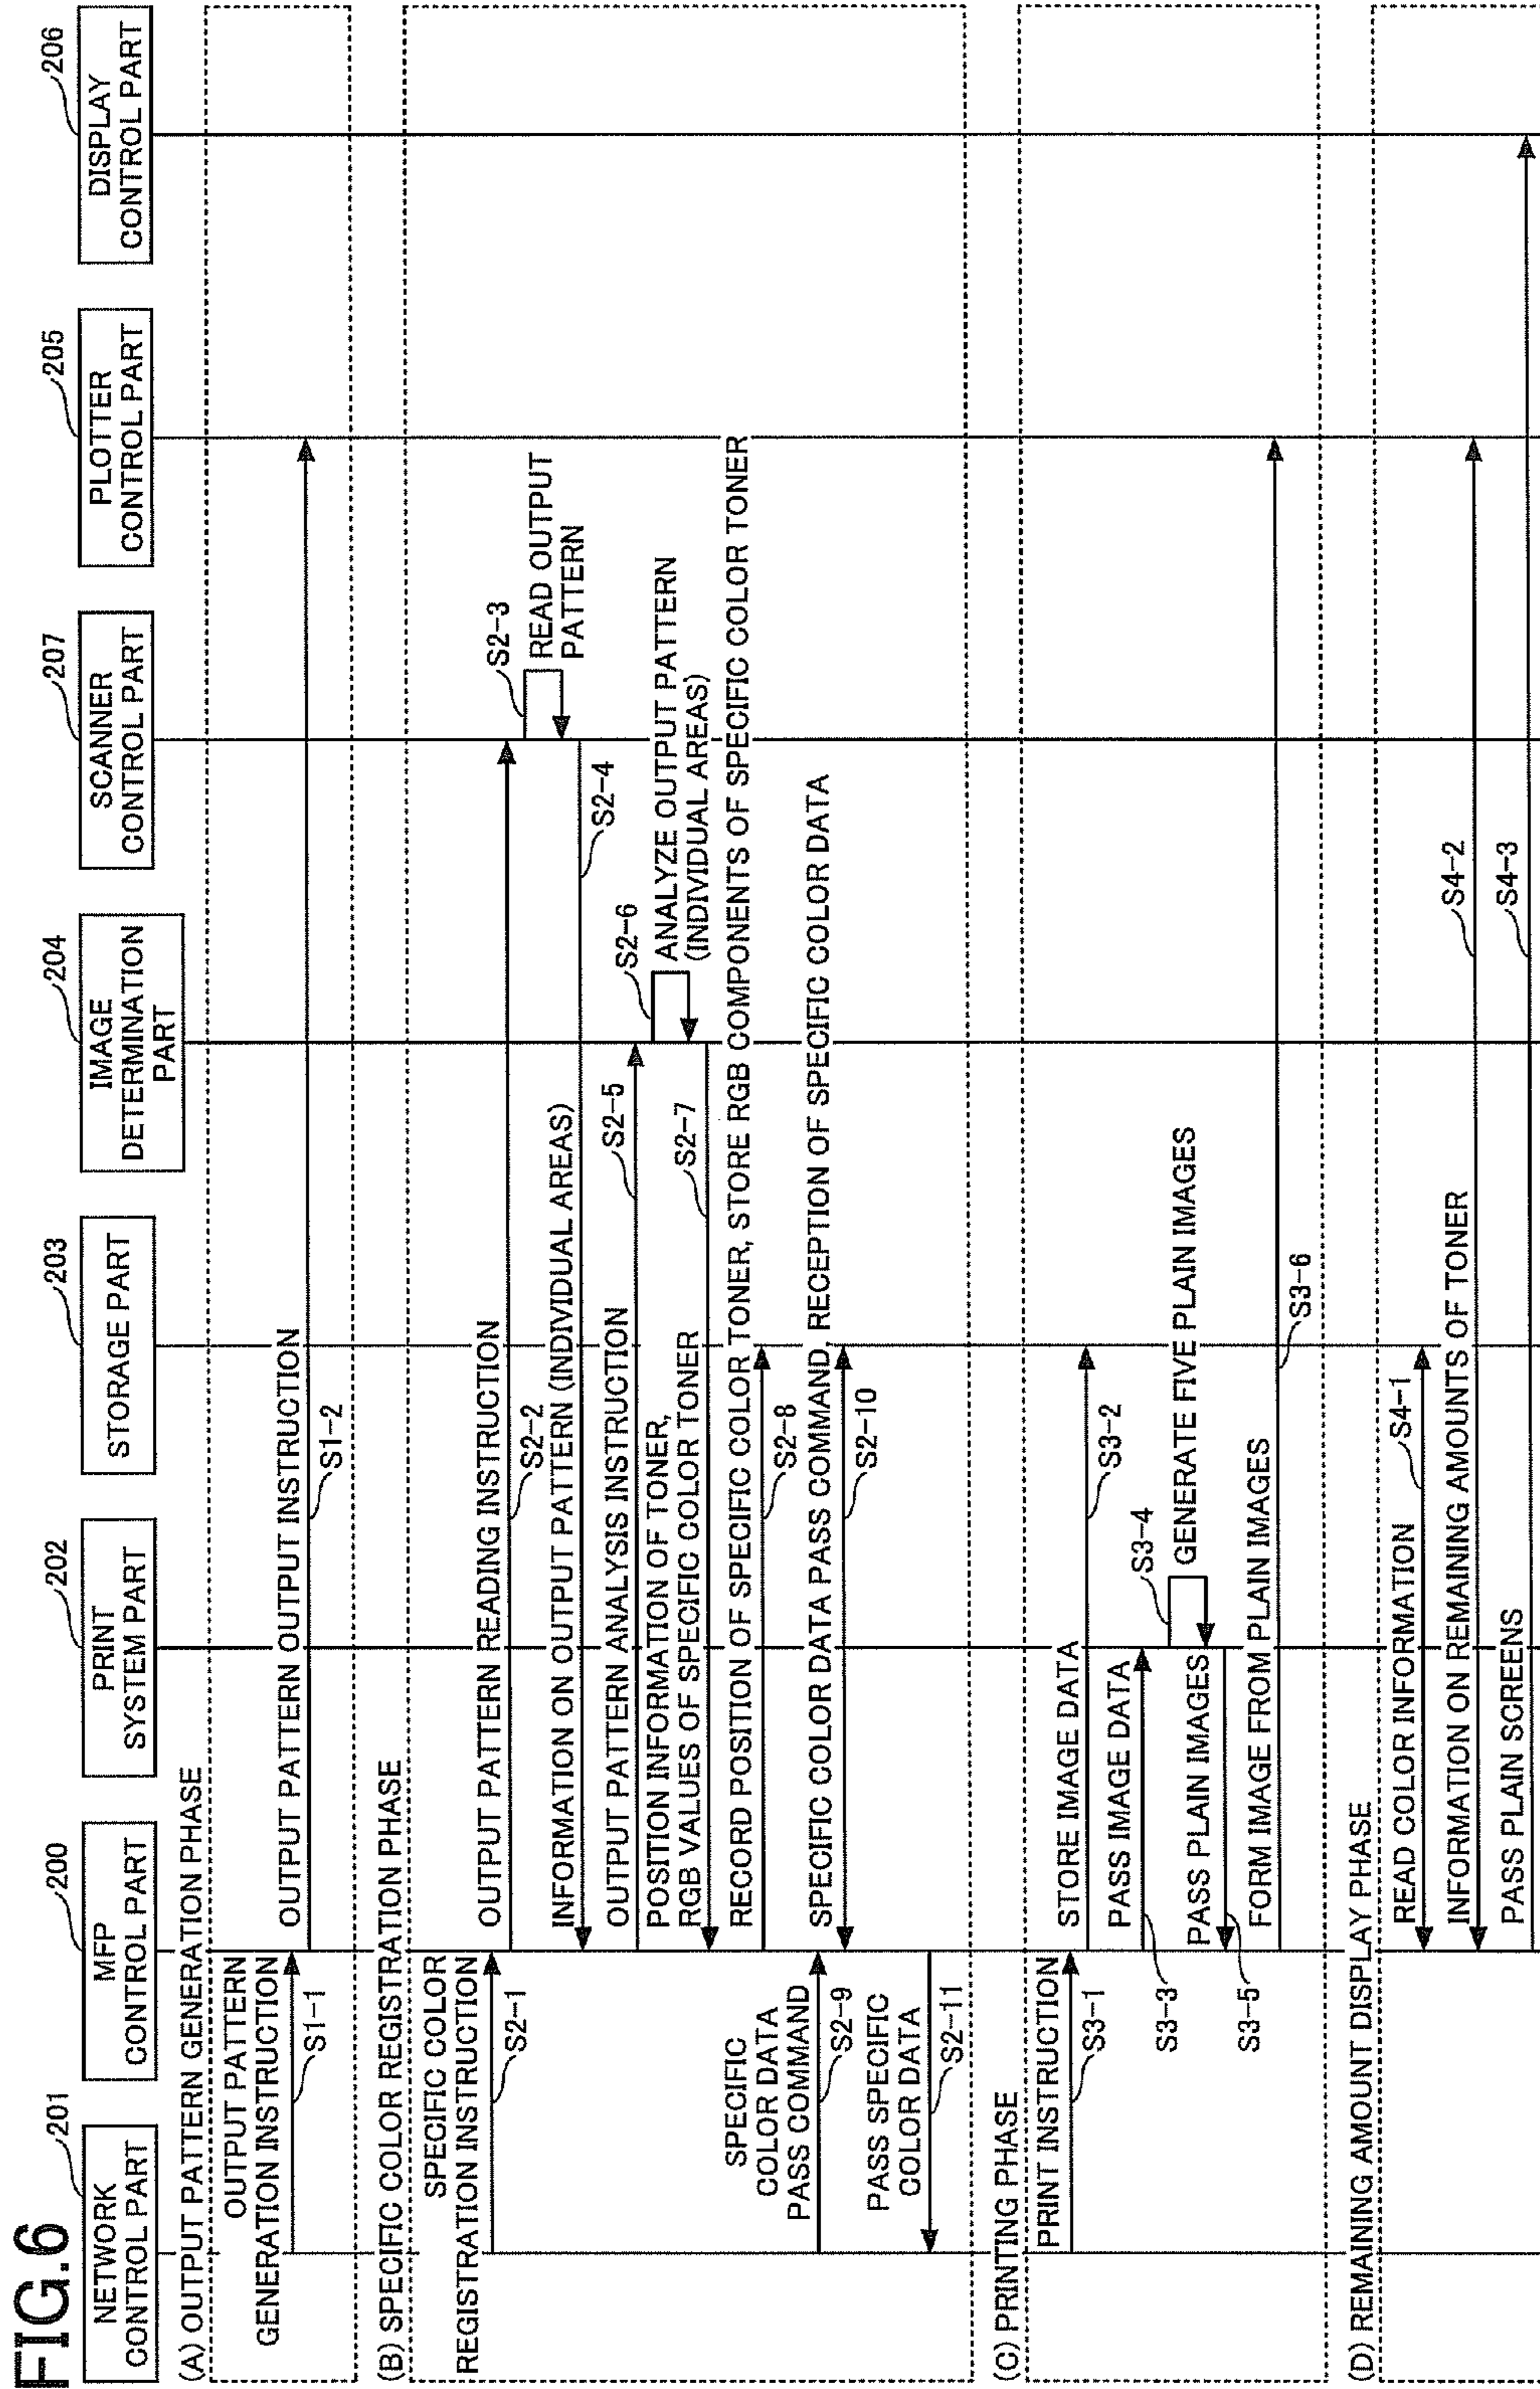 FIG.6
201
NETWORK
CONTROL PART
200
MFP
CONTROL PART
202
PRINT
SYSTEM PART
203
STORAGE PART
204
IMAGE
DETERMINATION
PART
207
SCANNER
CONTROL PART
205
PLOTTER
CONTROL PART
206
DISPLAY
CONTROL PART
(A) OUTPUT PATTERN GENERATION PHASE
OUTPUT PATTERN
GENERATION INSTRUCTION
S1-1
OUTPUT PATTERN OUTPUT INSTRUCTION
S1-2
(B) SPECIFIC COLOR REGISTRATION PHASE
SPECIFIC COLOR
REGISTRATION INSTRUCTION
S2-1
OUTPUT PATTERN READING INSTRUCTION
S2-2
S2-3
READ OUTPUT
PATTERN
INFORMATION ON OUTPUT PATTERN (INDIVIDUAL AREAS)
S2-4
OUTPUT PATTERN ANALYSIS INSTRUCTION
S2-5
S2-6
ANALYZE OUTPUT PATTERN
(INDIVIDUAL AREAS)
POSITION INFORMATION OF TONER,
RGB VALUES OF SPECIFIC COLOR TONER
S2-7
RECORD POSITION OF SPECIFIC COLOR TONER, STORE RGB COMPONENTS OF SPECIFIC COLOR TONER
S2-8
SPECIFIC
COLOR DATA
PASS COMMAND
S2-9
SPECIFIC COLOR DATA PASS COMMAND, RECEPTION OF SPECIFIC COLOR DATA
S2-10
PASS SPECIFIC
COLOR DATA
S2-11
(C) PRINTING PHASE
PRINT INSTRUCTION
S3-1
STORE IMAGE DATA
S3-2
PASS IMAGE DATA
S3-3
S3-4
GENERATE FIVE PLAIN IMAGES
PASS PLAIN IMAGES
S3-5
FORM IMAGE FROM PLAIN IMAGES
S3-6
(D) REMAINING AMOUNT DISPLAY PHASE
READ COLOR INFORMATION
S4-1
INFORMATION ON REMAINING AMOUNTS OF TONER
S4-2
PASS PLAIN SCREENS
S4-3